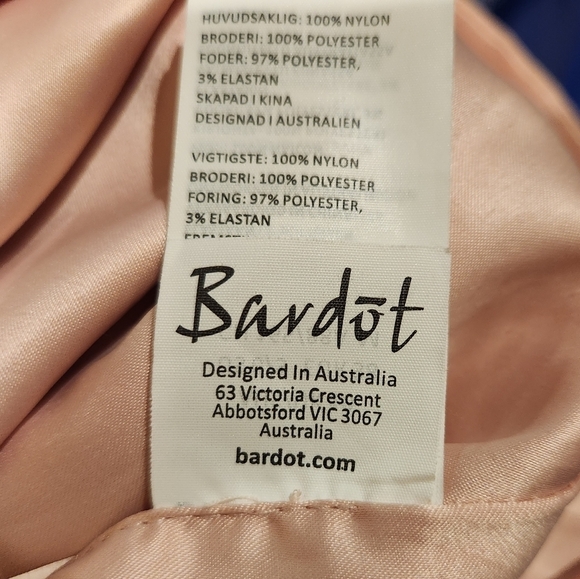 HUVUDSAKLIG: 100% NYLON
BRODERI: 100% POLYESTER
FODER: 97% POLYESTER,
3% ELASTAN
SKAPAD I KINA
DESIGNAD I AUSTRALIEN
VIGTIGSTE: 100% NYLON
BRODERI: 100% POLYESTER
FORING: 97% POLYESTER,
3% ELASTAN
Bardōt
Designed In Australia
63 Victoria Crescent
Abbotsford VIC 3067
Australia
bardot.com